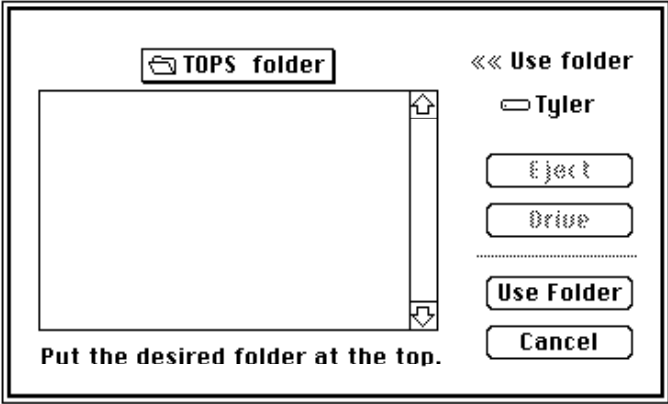 TOPS folder
<< Use folder
Tyler
Eject
Drive
Use Folder
Cancel
Put the desired folder at the top.